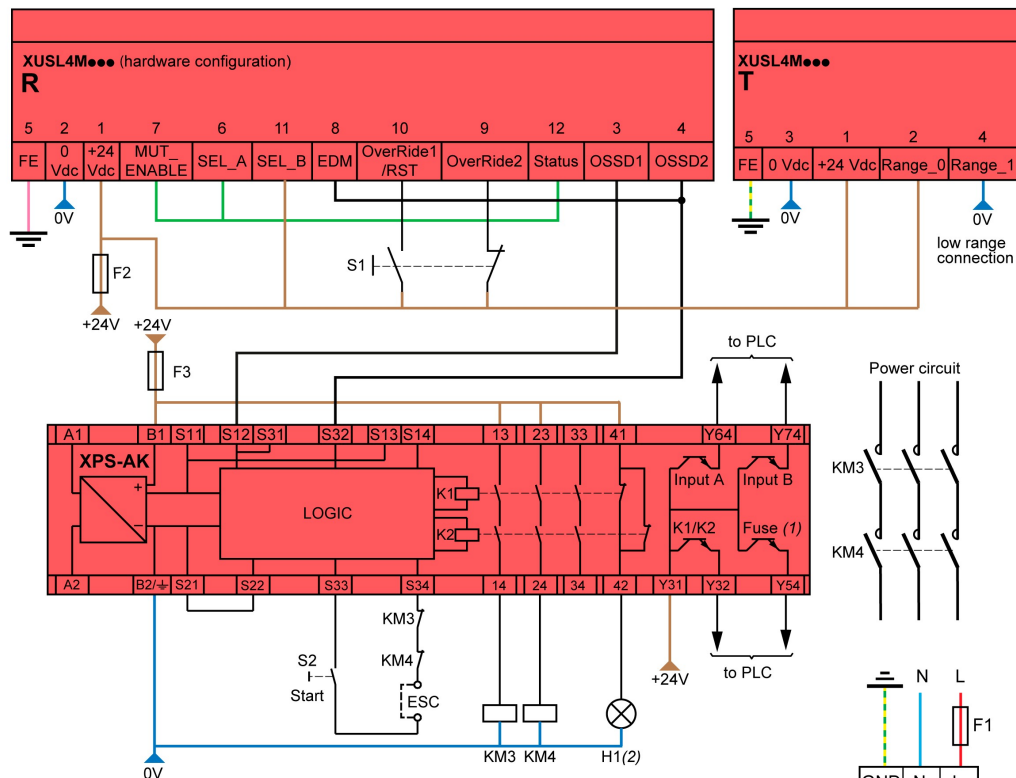 XUSL4M●●● (hardware configuration)
R
5 2 1 7 6 11 8 10 9 12 3 4
FE
0 Vdc
+24 Vdc
MUT_ ENABLE
SEL_A
SEL_B
EDM
OverRide1 /RST
OverRide2
Status
OSSD1
OSSD2
XUSL4M●●●
T
5 3 1 2 4
FE
0 Vdc
+24 Vdc
Range_0
Range_1
0V
0V
0V
low range
connection
S1
F2
+24V
+24V
F3
to PLC
Power circuit
A1 B1 S11 S12 S31 S32 S13 S14 13 23 33 41 Y64 Y74
XPS-AK
+
−
LOGIC
K1
K2
Input A
Input B
K1/K2
Fuse (1)
A2 B2/⏚ S21 S22 S33 S34 14 24 34 42 Y31 Y32 Y54
KM3
KM4
KM3
KM4
S2
Start
ESC
+24V
to PLC
KM3
KM4
H1(2)
0V
N
L
F1
GND